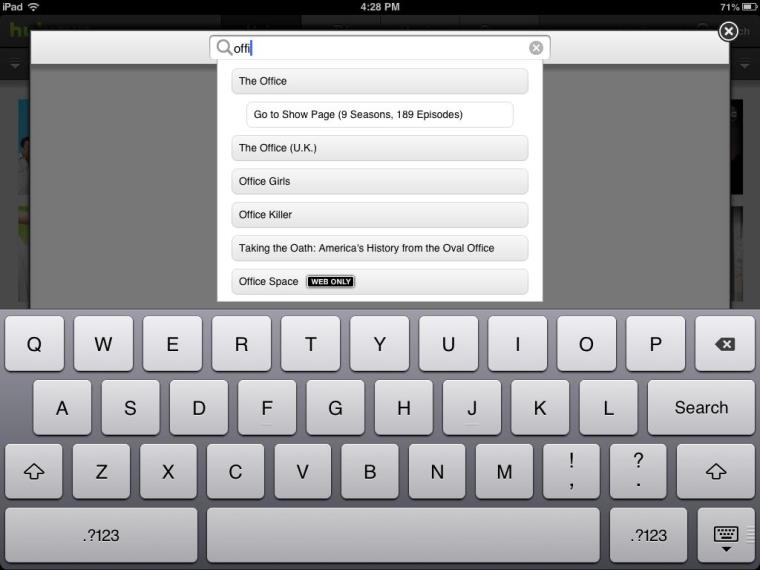 iPad 4:28 PM 71%
offi
The Office
Go to Show Page (9 Seasons, 189 Episodes)
The Office (U.K.)
Office Girls
Office Killer
Taking the Oath: America's History from the Oval Office
Office Space WEB ONLY
Q W E R T Y U I O P
A S D F G H J K L Search
Z X C V B N M ! , ? .
.?123 .?123